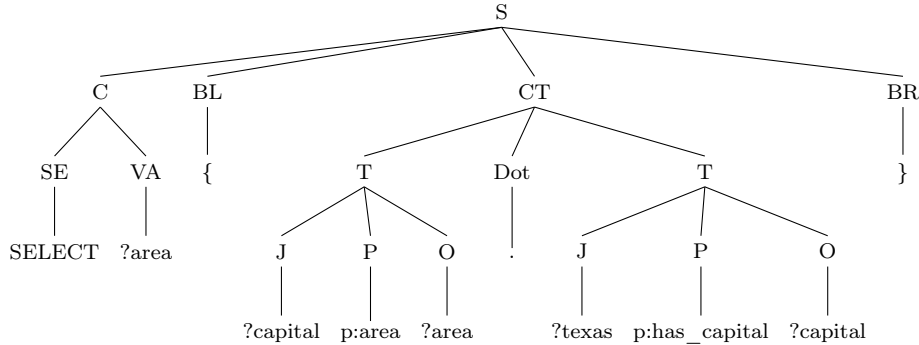 S
C BL CT BR
SE VA { T Dot T }
SELECT ?area J P O . J P O
?capital p:area ?area ?texas p:has_capital ?capital